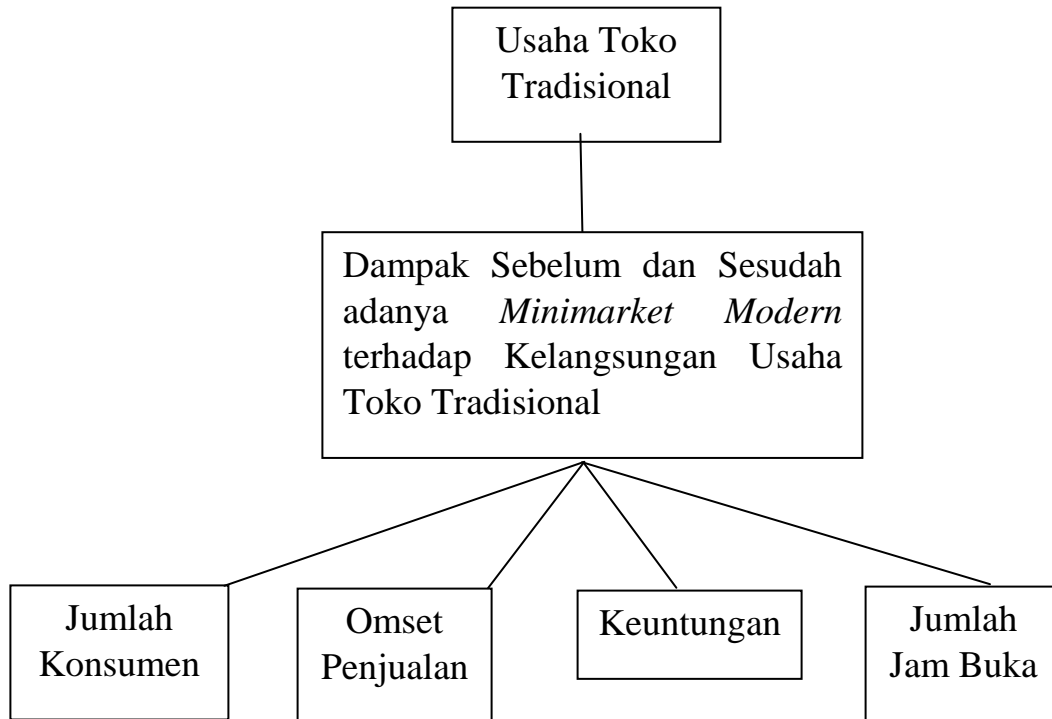 Usaha Toko
Tradisional
Dampak Sebelum dan Sesudah
adanya Minimarket Modern
terhadap Kelangsungan Usaha
Toko Tradisional
Jumlah
Konsumen
Omset
Penjualan
Keuntungan
Jumlah
Jam Buka